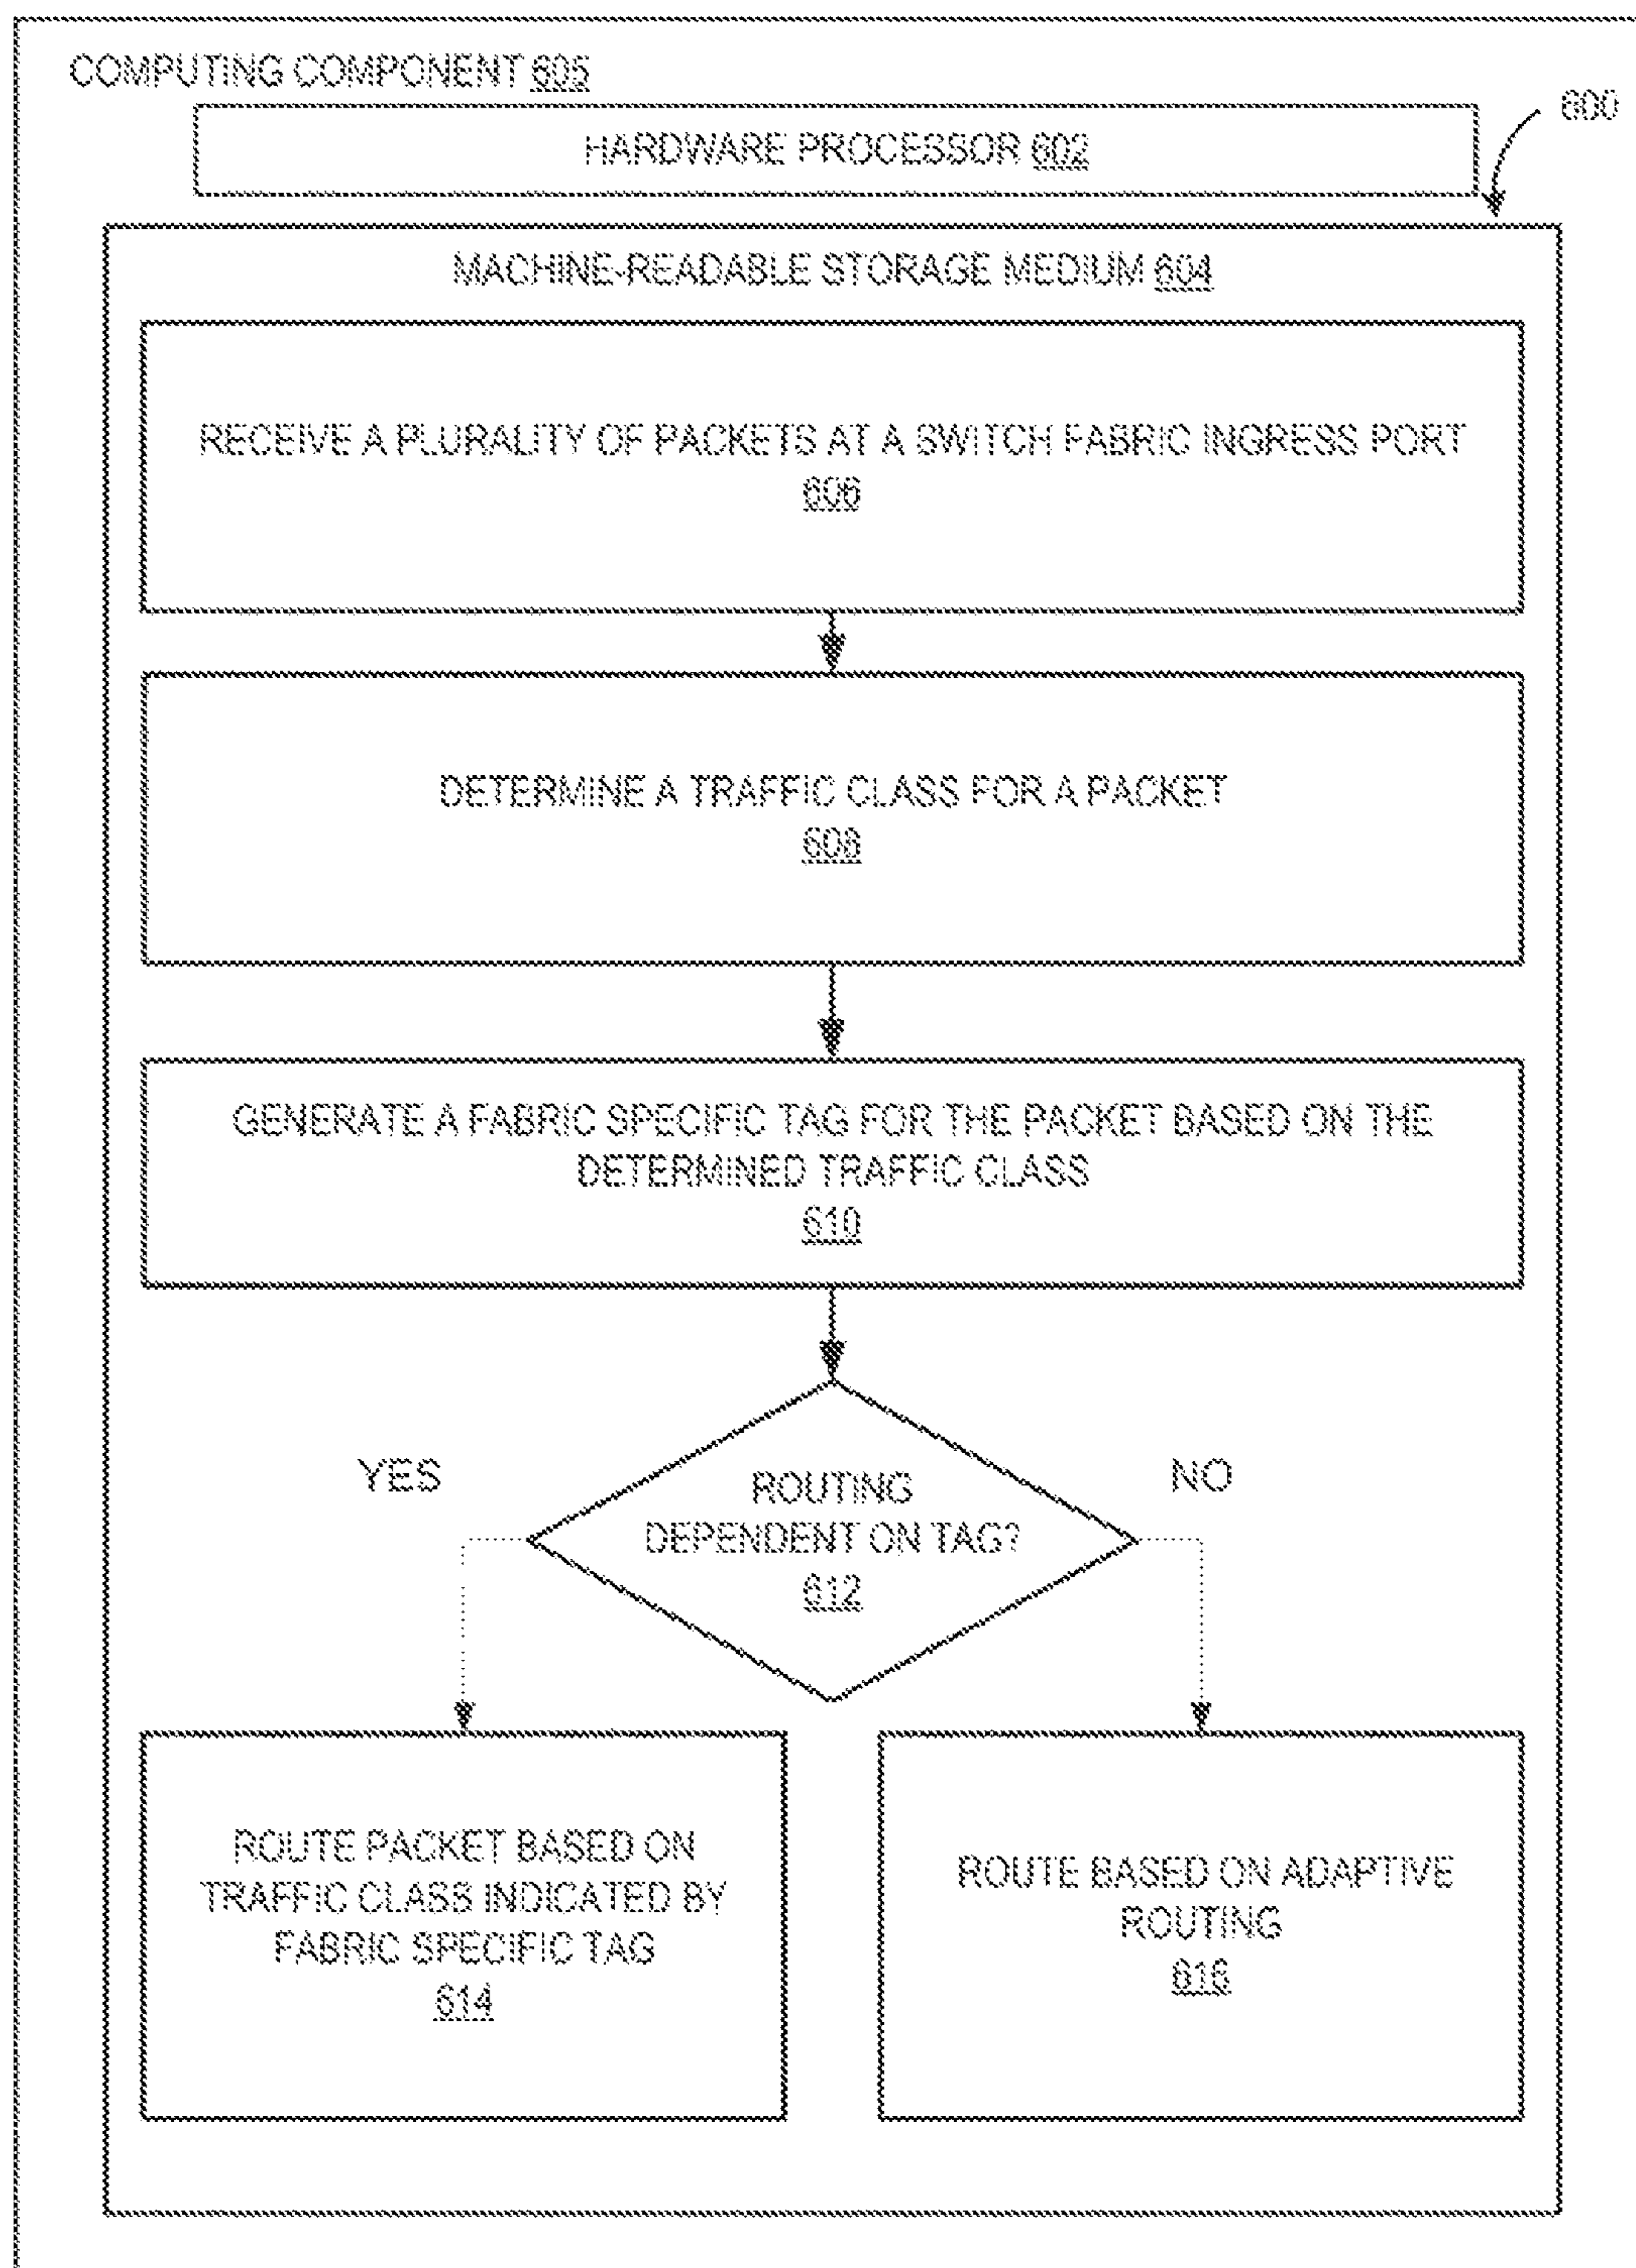 COMPUTING COMPONENT 605
600
HARDWARE PROCESSOR 602
MACHINE-READABLE STORAGE MEDIUM 604
RECEIVE A PLURALITY OF PACKETS AT A SWITCH FABRIC INGRESS PORT
606
DETERMINE A TRAFFIC CLASS FOR A PACKET
608
GENERATE A FABRIC SPECIFIC TAG FOR THE PACKET BASED ON THE
DETERMINED TRAFFIC CLASS
610
YES
NO
ROUTING
DEPENDENT ON TAG?
612
ROUTE PACKET BASED ON
TRAFFIC CLASS INDICATED BY
FABRIC SPECIFIC TAG
614
ROUTE BASED ON ADAPTIVE
ROUTING
616